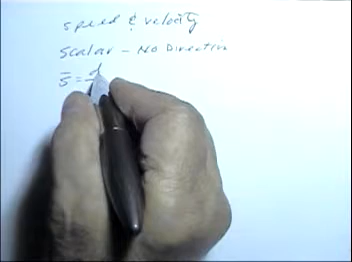 speed & velocity
scalar - No Direction
s̄ = d